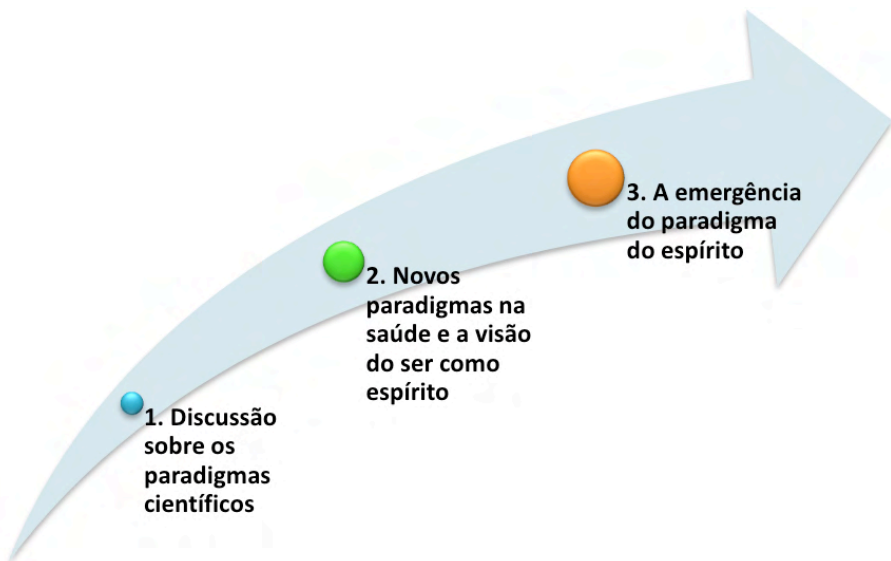 1. Discussão
sobre os
paradigmas
científicos
2. Novos
paradigmas na
saúde e a visão
do ser como
espírito
3. A emergência
do paradigma
do espírito